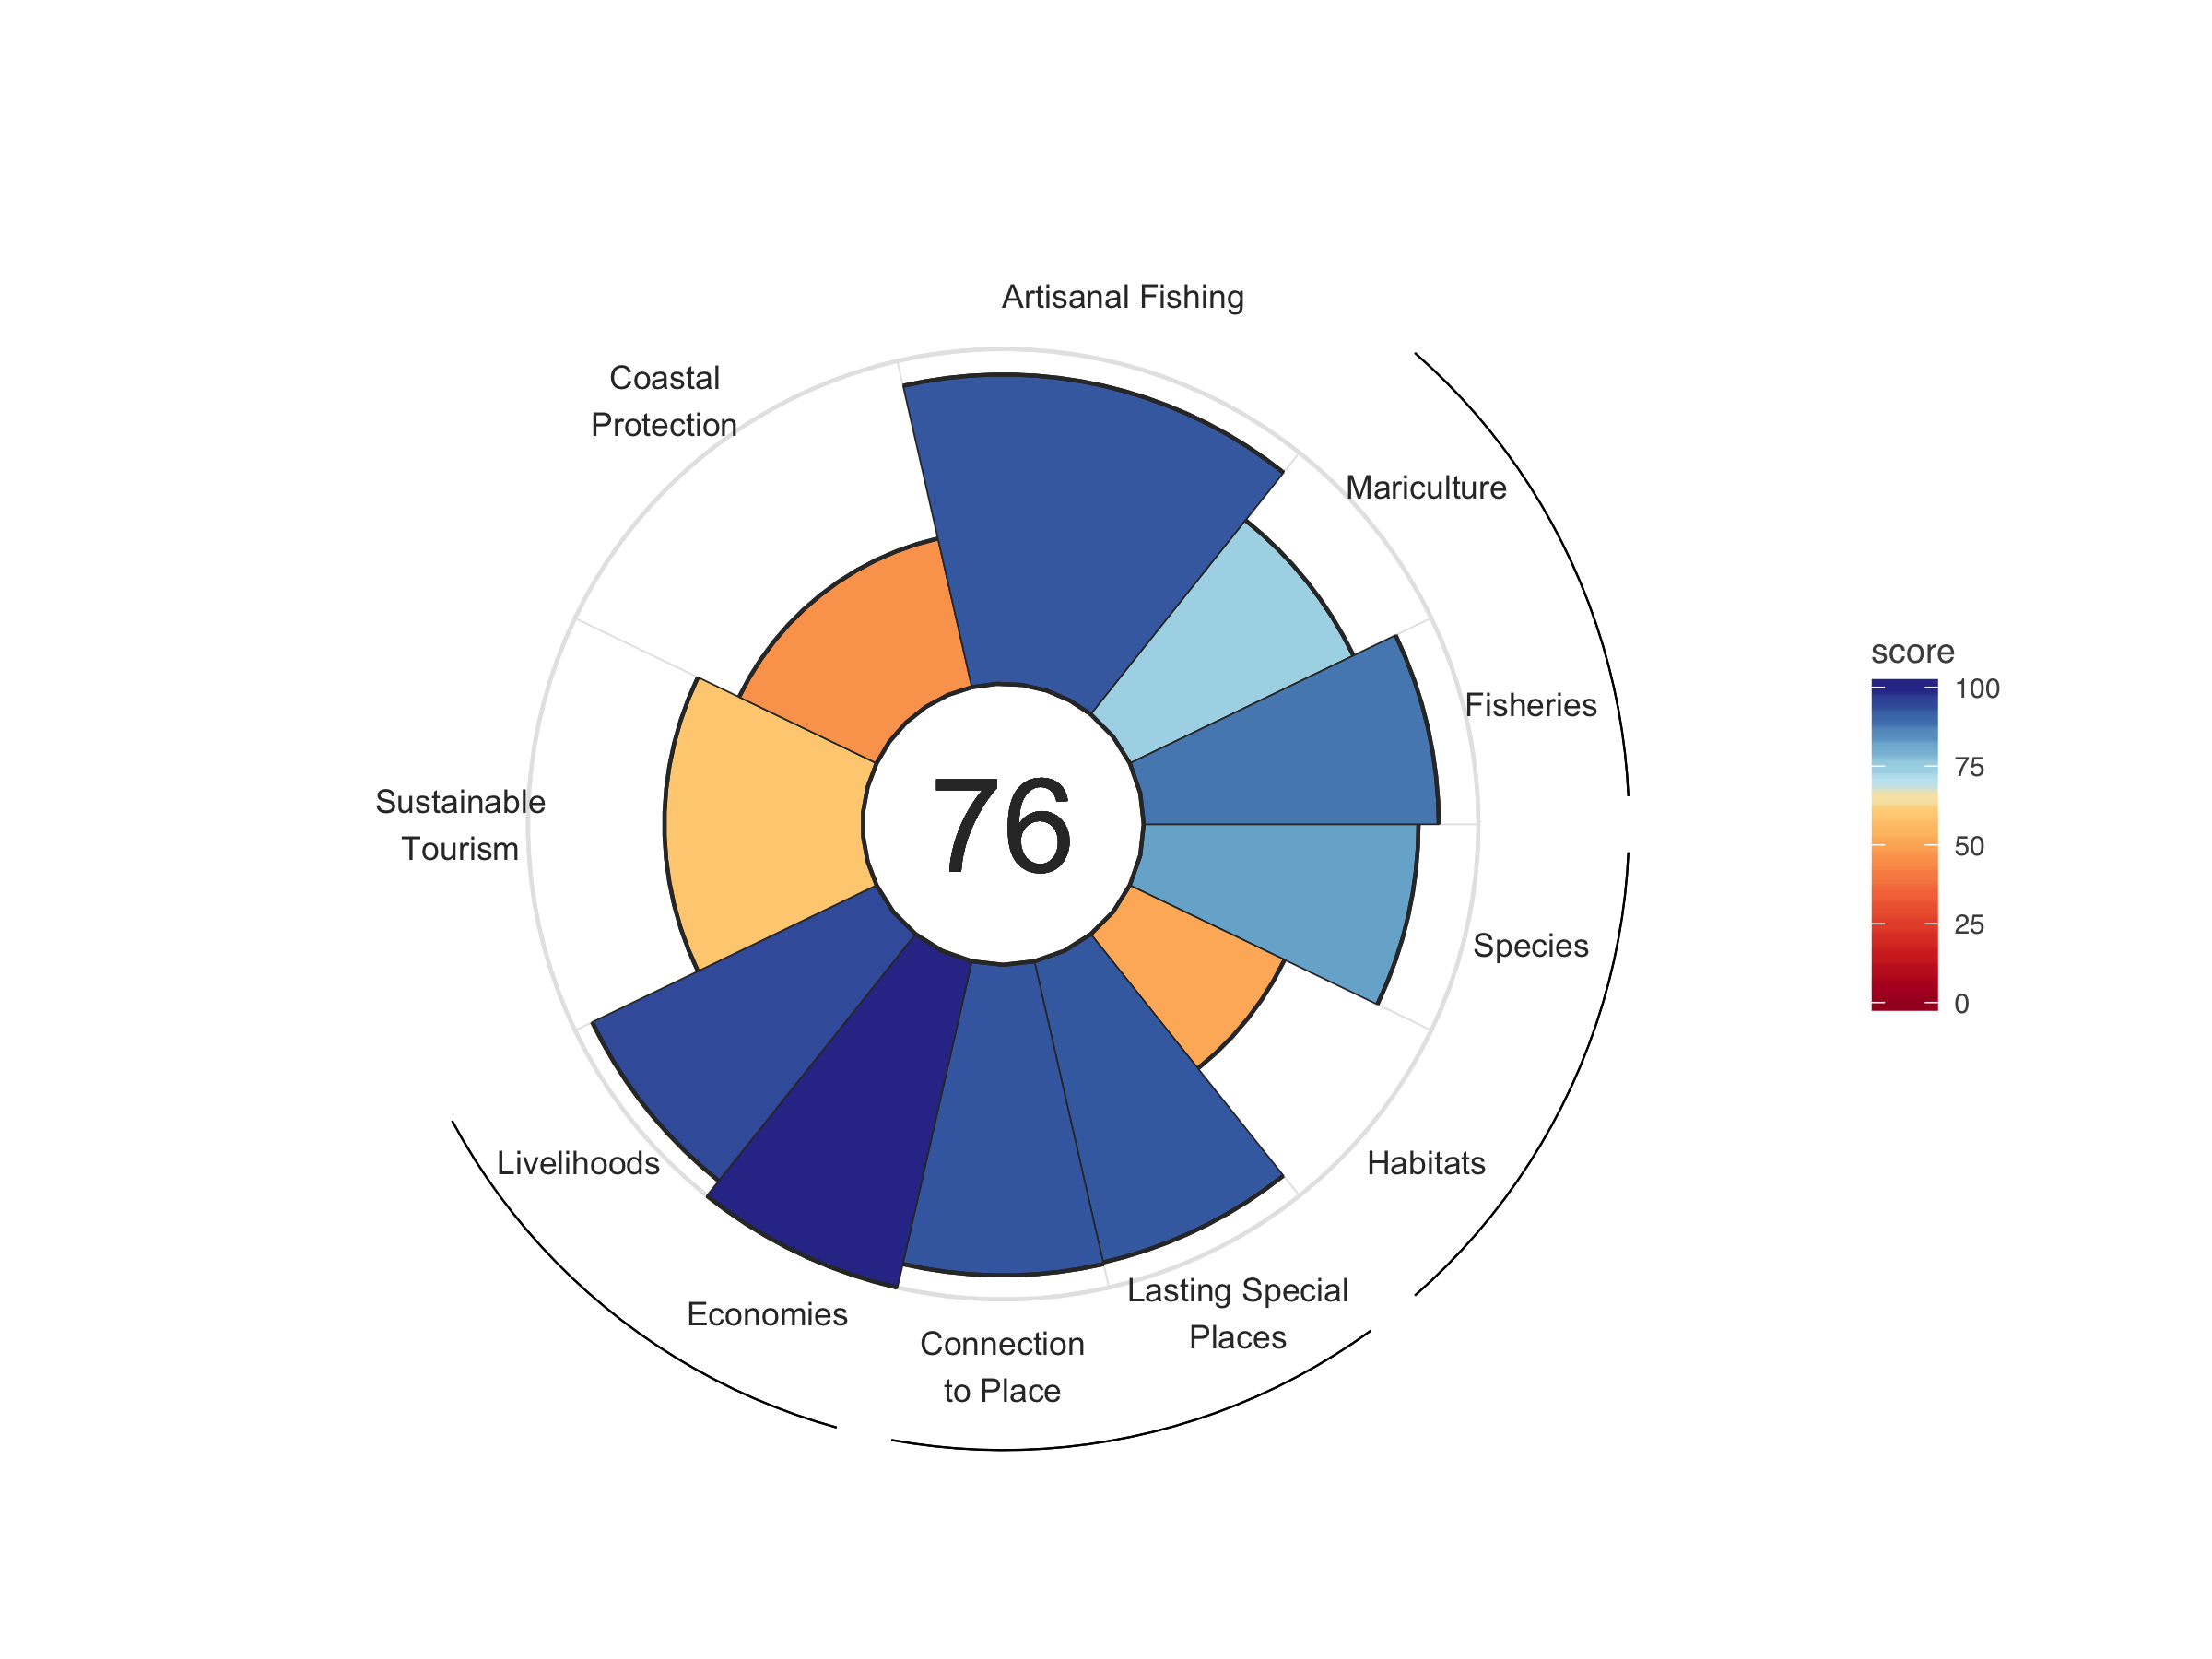 Artisanal Fishing
Coastal
Protection
Mariculture
Fisheries
score
100
75
50
25
0
76
Sustainable
Tourism
Species
Livelihoods
Habitats
Economies
Lasting Special
Places
Connection
to Place